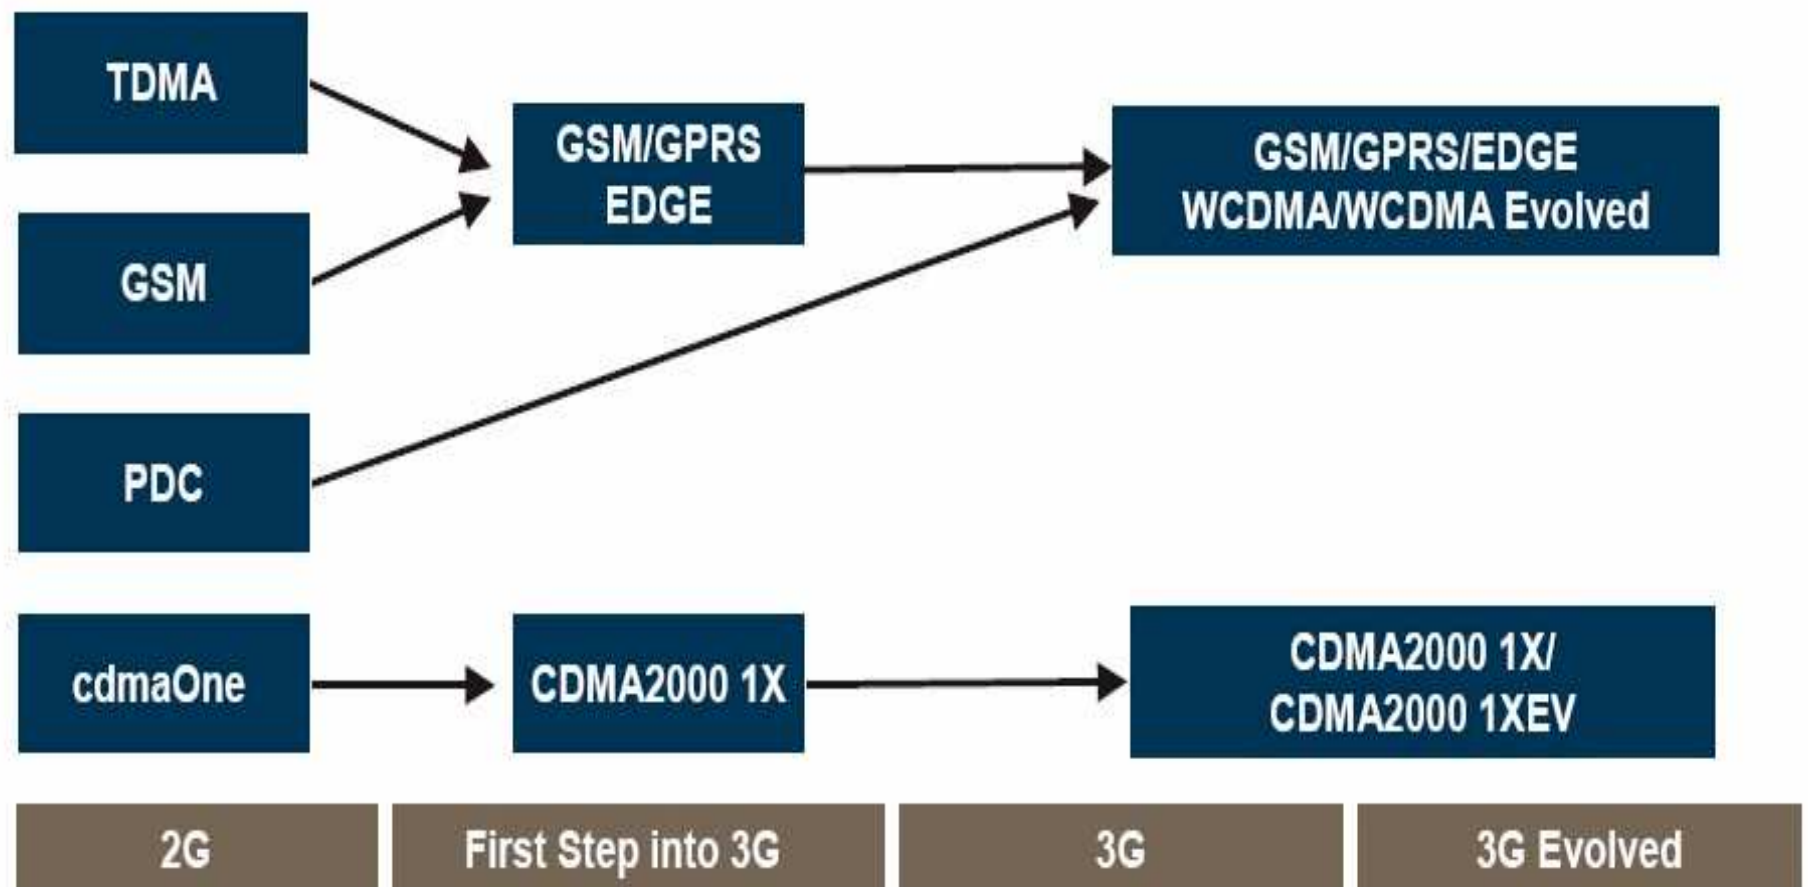 TDMA
GSM/GPRS
EDGE
GSM/GPRS/EDGE
WCDMA/WCDMA Evolved
GSM
PDC
cdmaOne
CDMA2000 1X
CDMA2000 1X/
CDMA2000 1XEV
2G
First Step into 3G
3G
3G Evolved